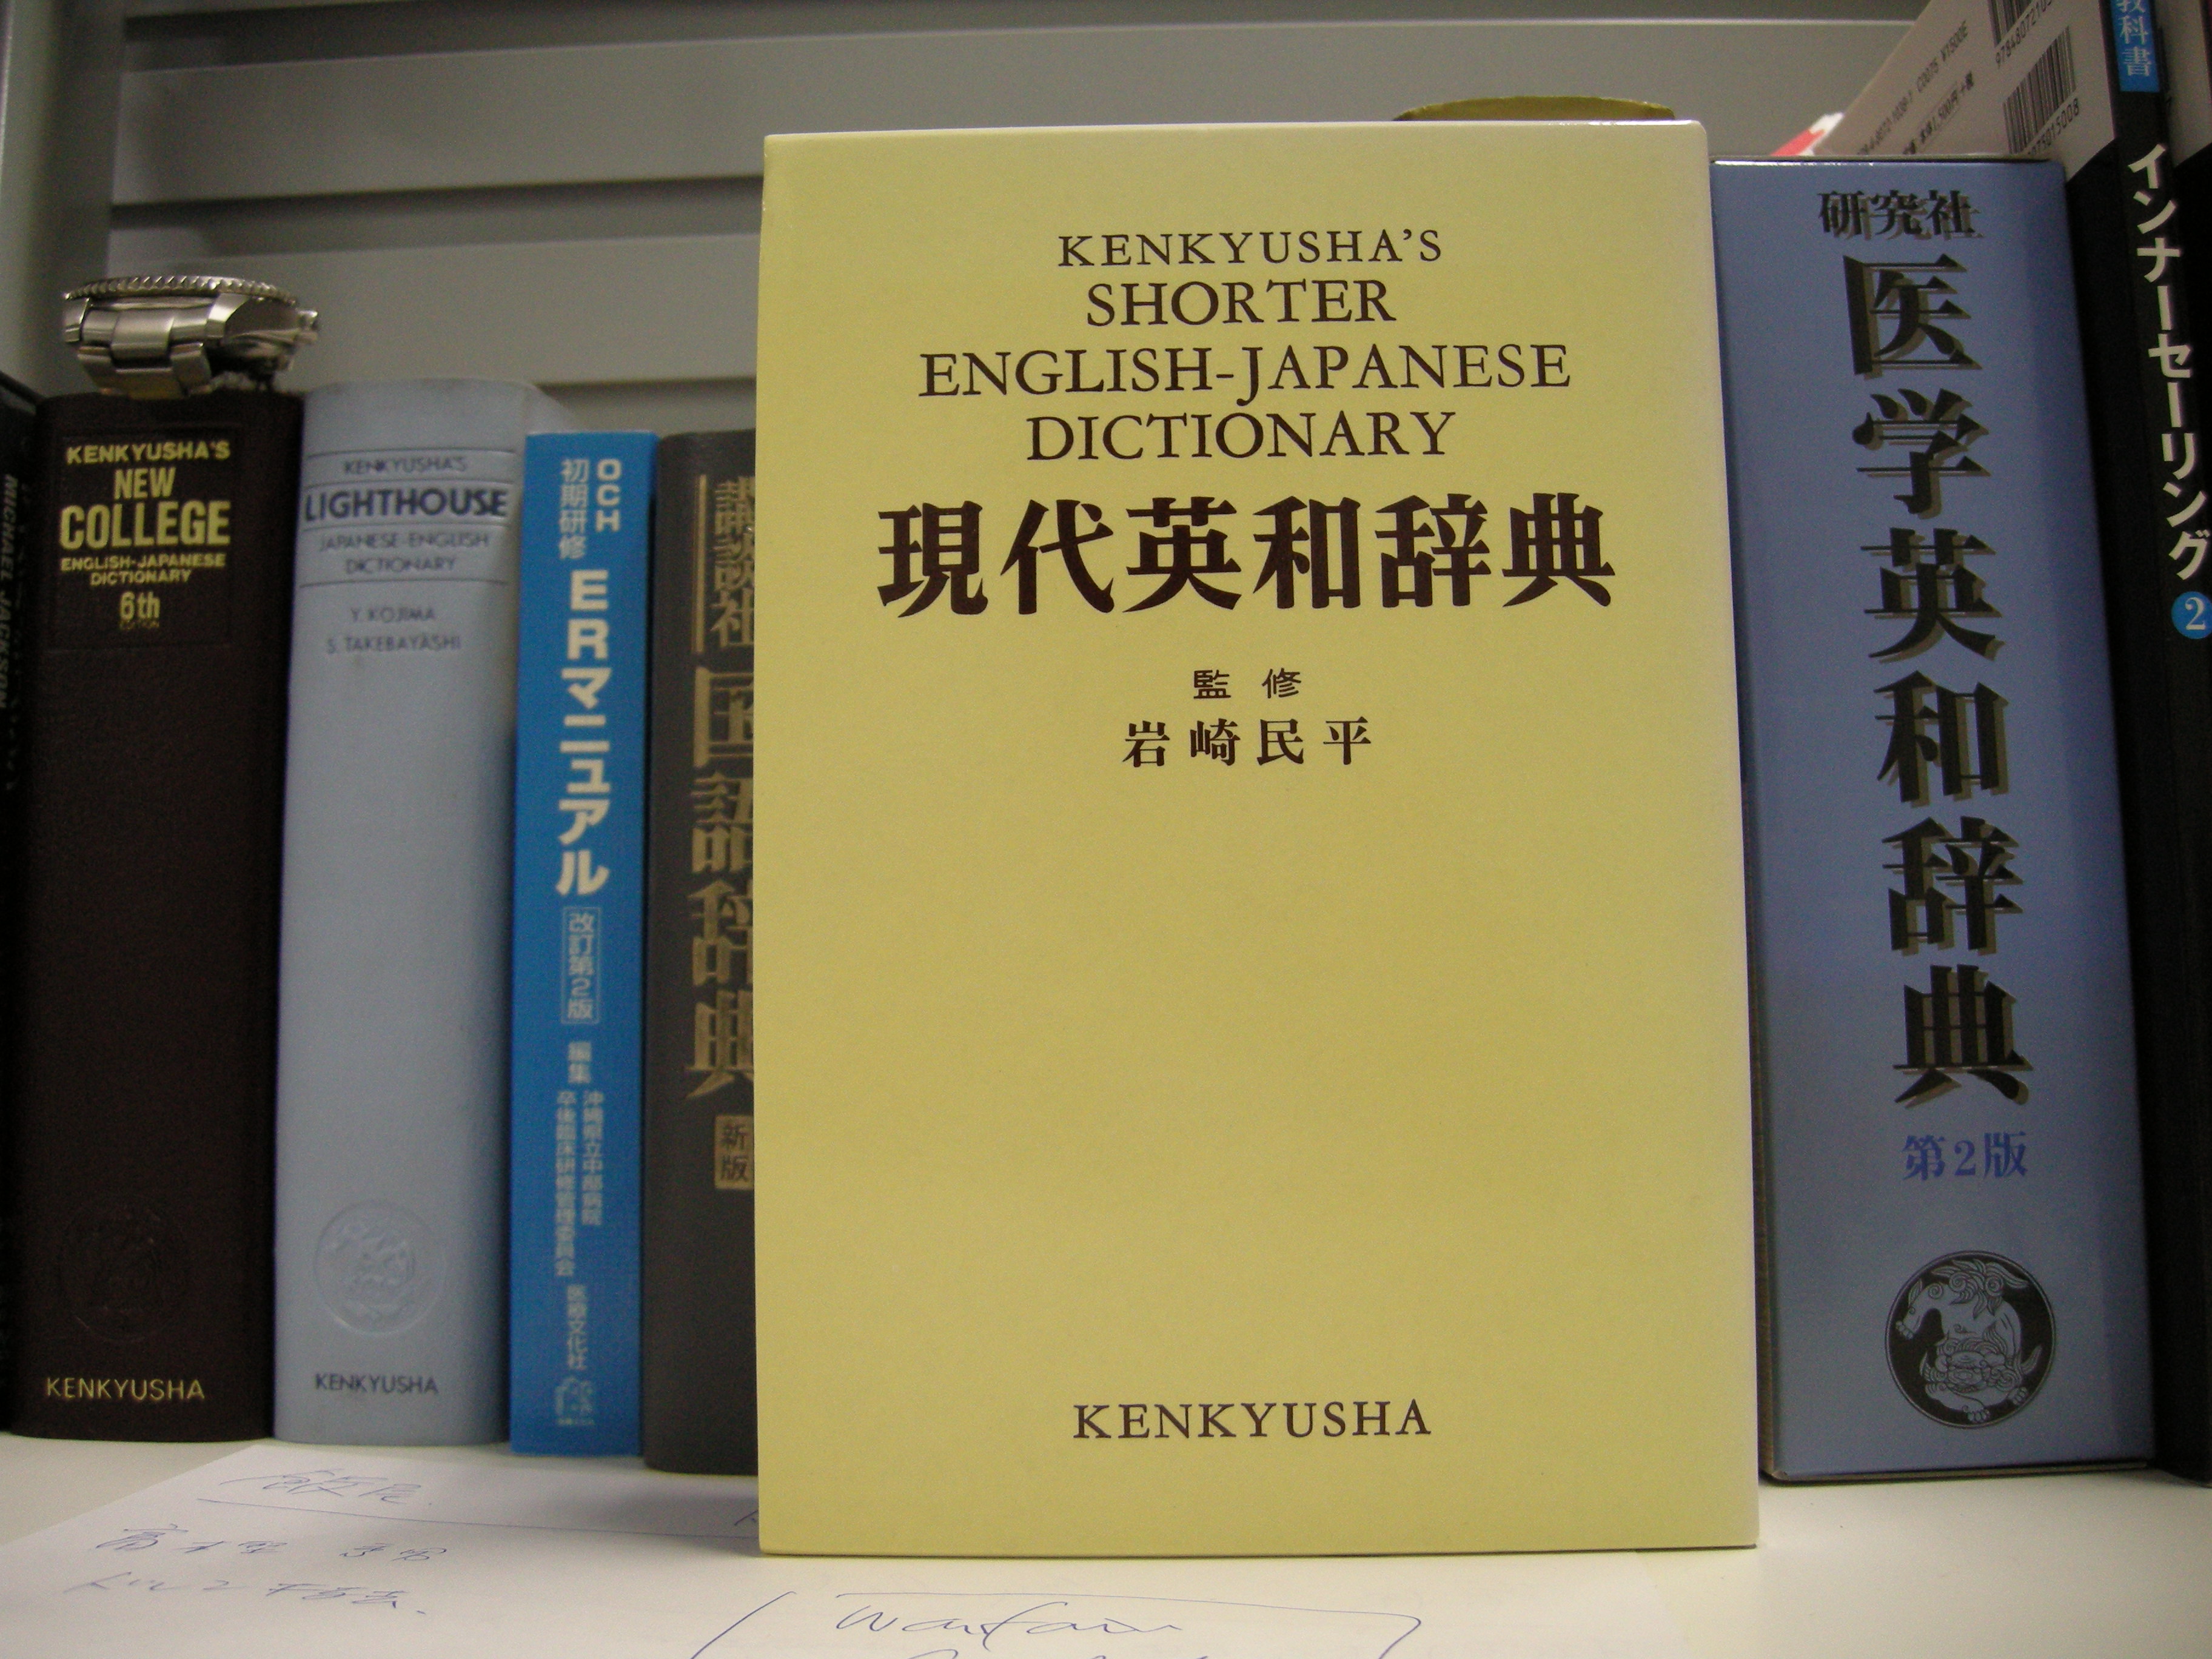 KENKYUSHA'S
NEW
COLLEGE
ENGLISH-JAPANESE
DICTIONARY
6th
EDITION
KENKYUSHA
KENKYUSHA'S
LIGHTHOUSE
JAPANESE-ENGLISH
DICTIONARY
Y. KOJIMA
S. TAKEBAYASHI
KENKYUSHA
OCH
初期研修
ERマニュアル
改訂第2版
編集
沖縄県立中部病院
卒後臨床研修管理委員会
医療文化社
講談社
国語辞典
新版
KENKYUSHA'S
SHORTER
ENGLISH-JAPANESE
DICTIONARY
現代英和辞典
監修
岩崎民平
KENKYUSHA
研究社
医学英和辞典
第2版
教科書
インナーセーリング2
MICHAEL JACKSON
Warfarin